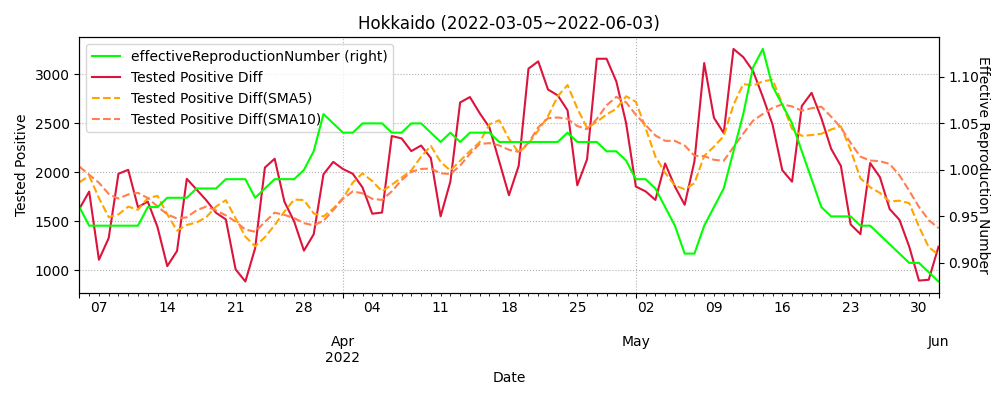 Hokkaido (2022-03-05~2022-06-03)
effectiveReproductionNumber (right)
Tested Positive Diff
Tested Positive Diff(SMA5)
Tested Positive Diff(SMA10)
Tested Positive
3000
2500
2000
1500
1000
1.10
1.05
1.00
0.95
0.90
Effective Reproduction Number
07 14 21 28 04 11 18 25 02 09 16 23 30
Apr May Jun
2022
Date